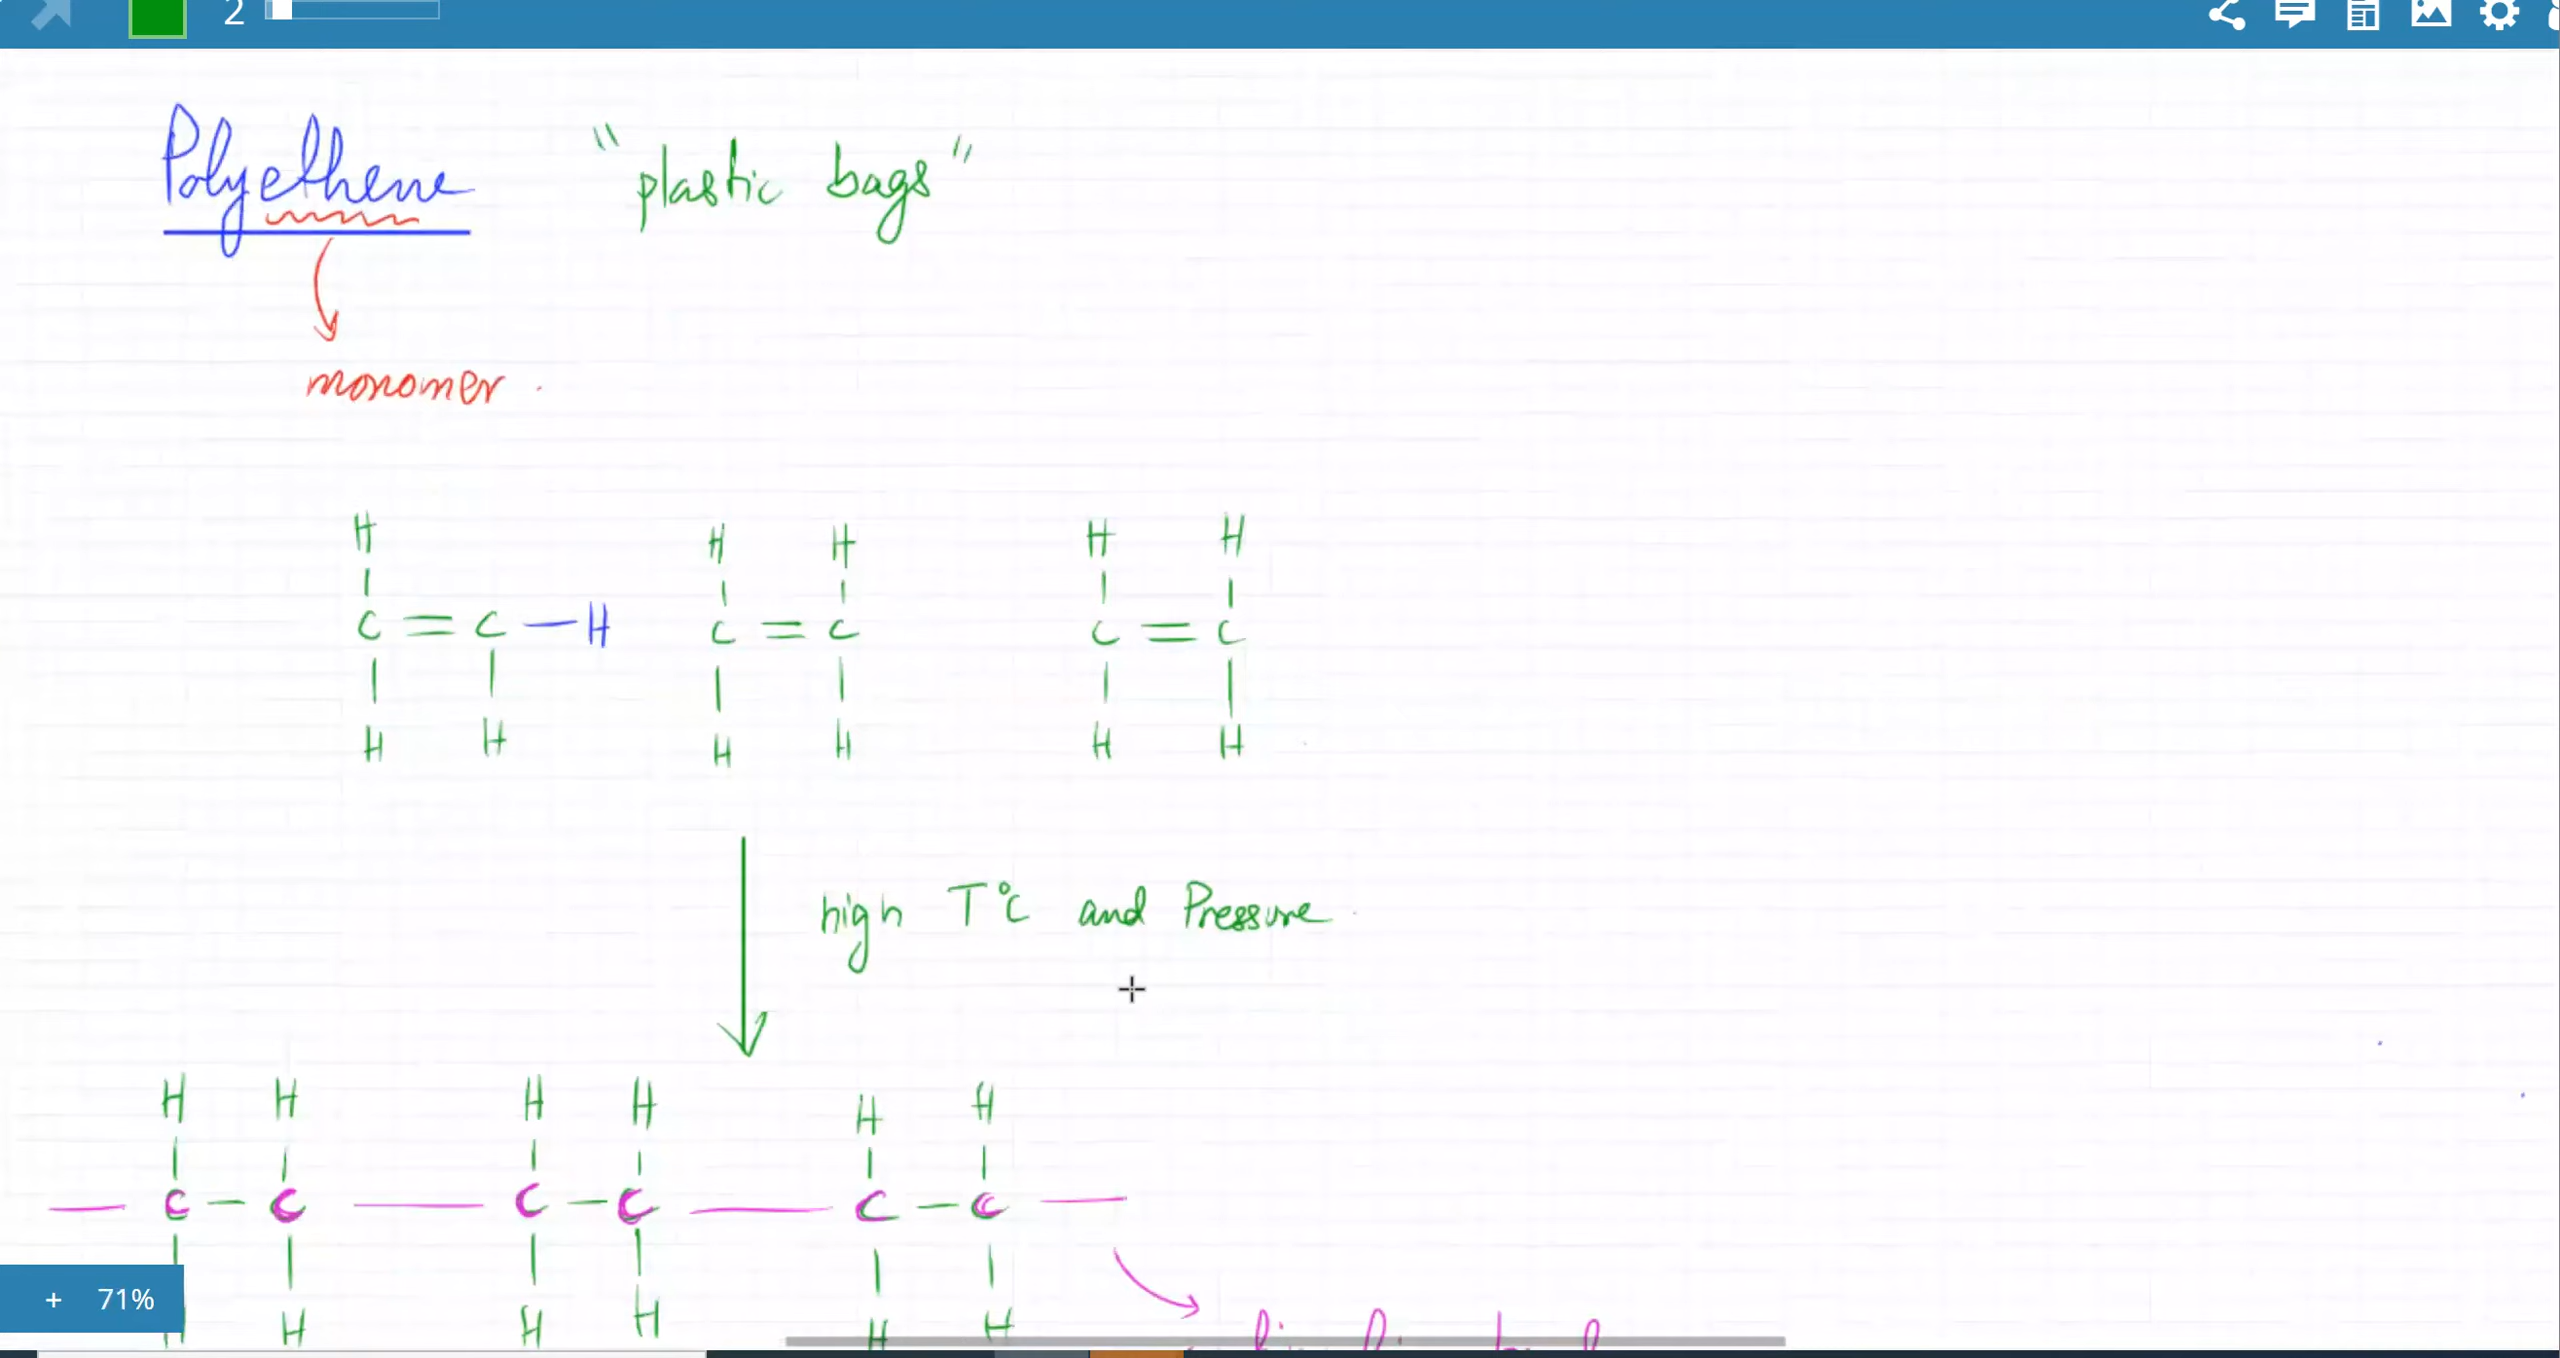 2
Polyethene "plastic bags"
monomer .
H H H H H
C = C — H C = C C = C
H H H H H H
high T°C and Pressure
H H H H H H
— C – C — C – C — C – C —
H H H H H H
+ 71%